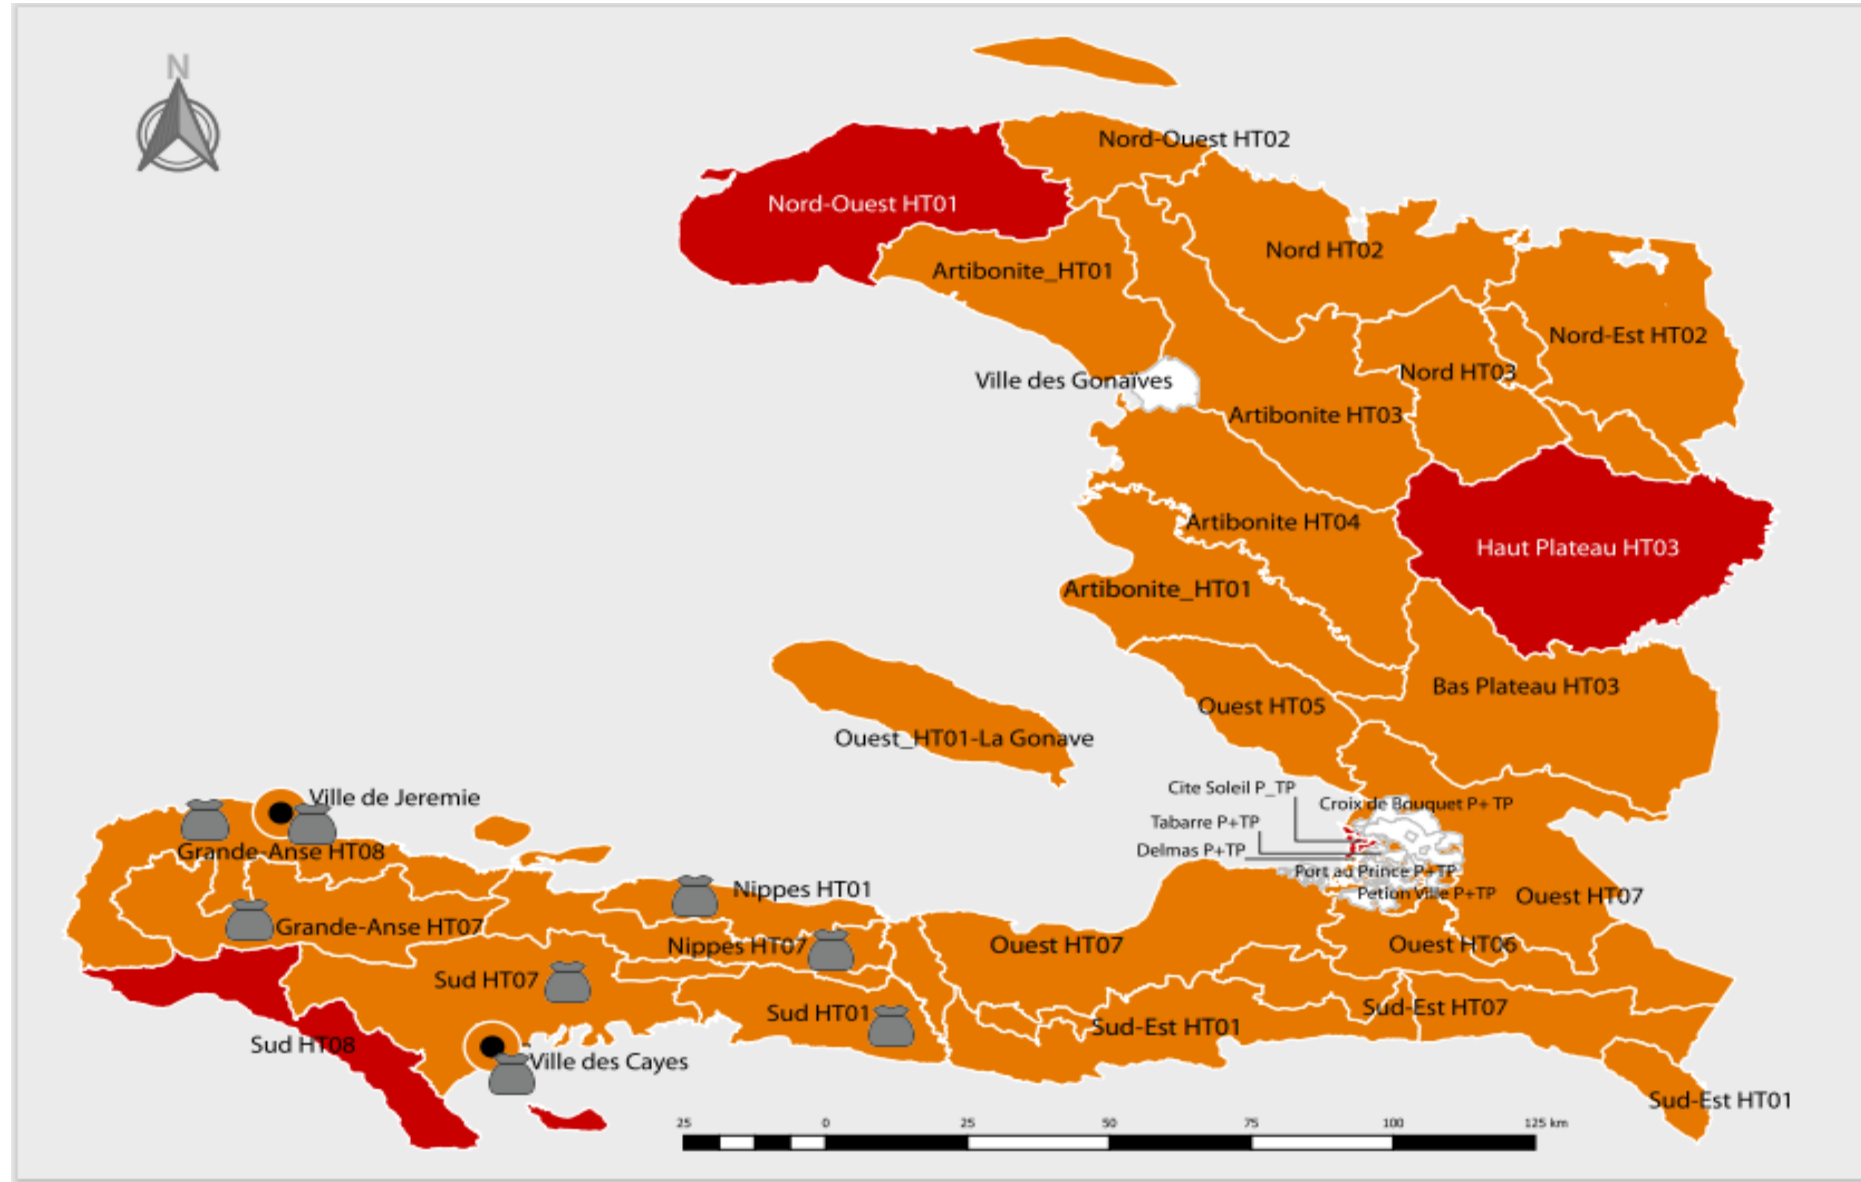 N
Nord-Ouest HT02
Nord-Ouest HT01
Nord HT02
Artibonite_HT01
Nord-Est HT02
Nord HT03
Ville des Gonaïves
Artibonite HT03
Artibonite HT04
Haut Plateau HT03
Artibonite_HT01
Bas Plateau HT03
Ouest HT05
Ouest_HT01-La Gonave
Cite Soleil P_TP
Croix de Bouquet P+ TP
Tabarre P+TP
Delmas P+TP
Port au Prince P+TP
Petion Ville P+TP
Ville de Jeremie
Grande-Anse HT08
Nippes HT01
Ouest HT07
Grande-Anse HT07
Nippes HT07
Ouest HT07
Ouest HT06
Sud HT07
Sud HT01
Sud-Est HT07
Sud-Est HT01
Sud HT08
Ville des Cayes
Sud-Est HT01
25 0 25 50 75 100 125 km